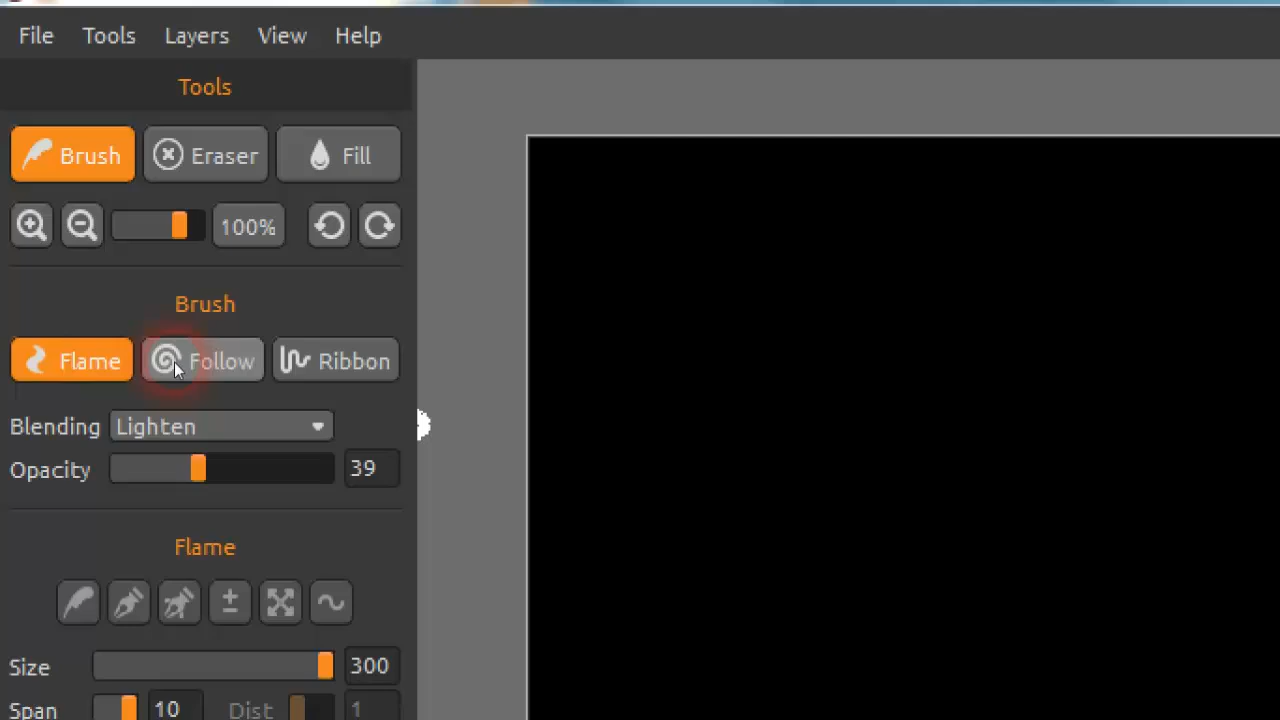 File Tools Layers View Help
Tools
Brush Eraser Fill
100%
Brush
Flame Follow Ribbon
Blending Lighten
Opacity 39
Flame
Size 300
Span 10 Dist 1